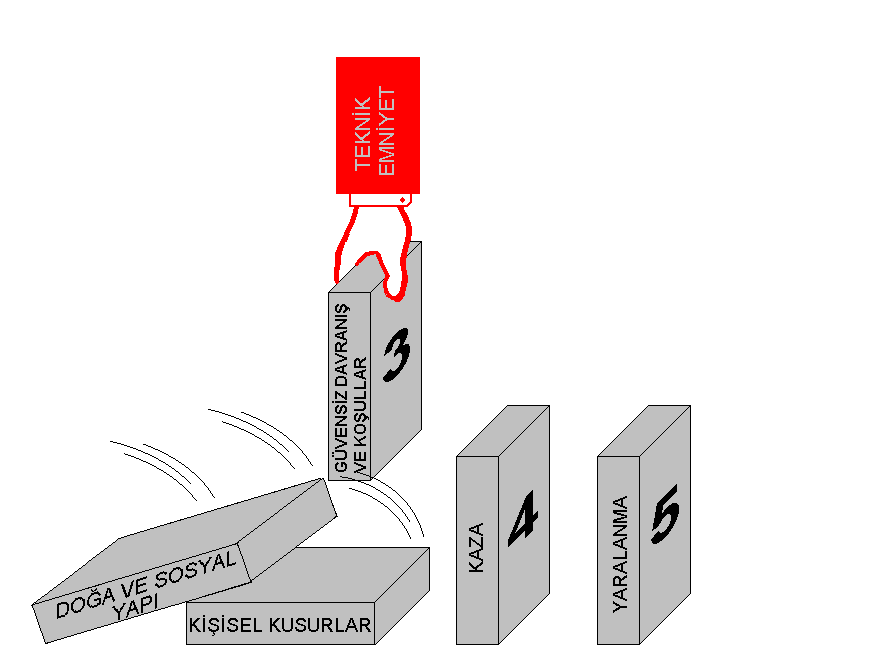 TEKNİK
EMNİYET
3
GÜVENSİZ DAVRANIŞ
VE KOŞULLAR
4
KAZA
5
YARALANMA
DOĞA VE SOSYAL
YAPI
KİŞİSEL KUSURLAR